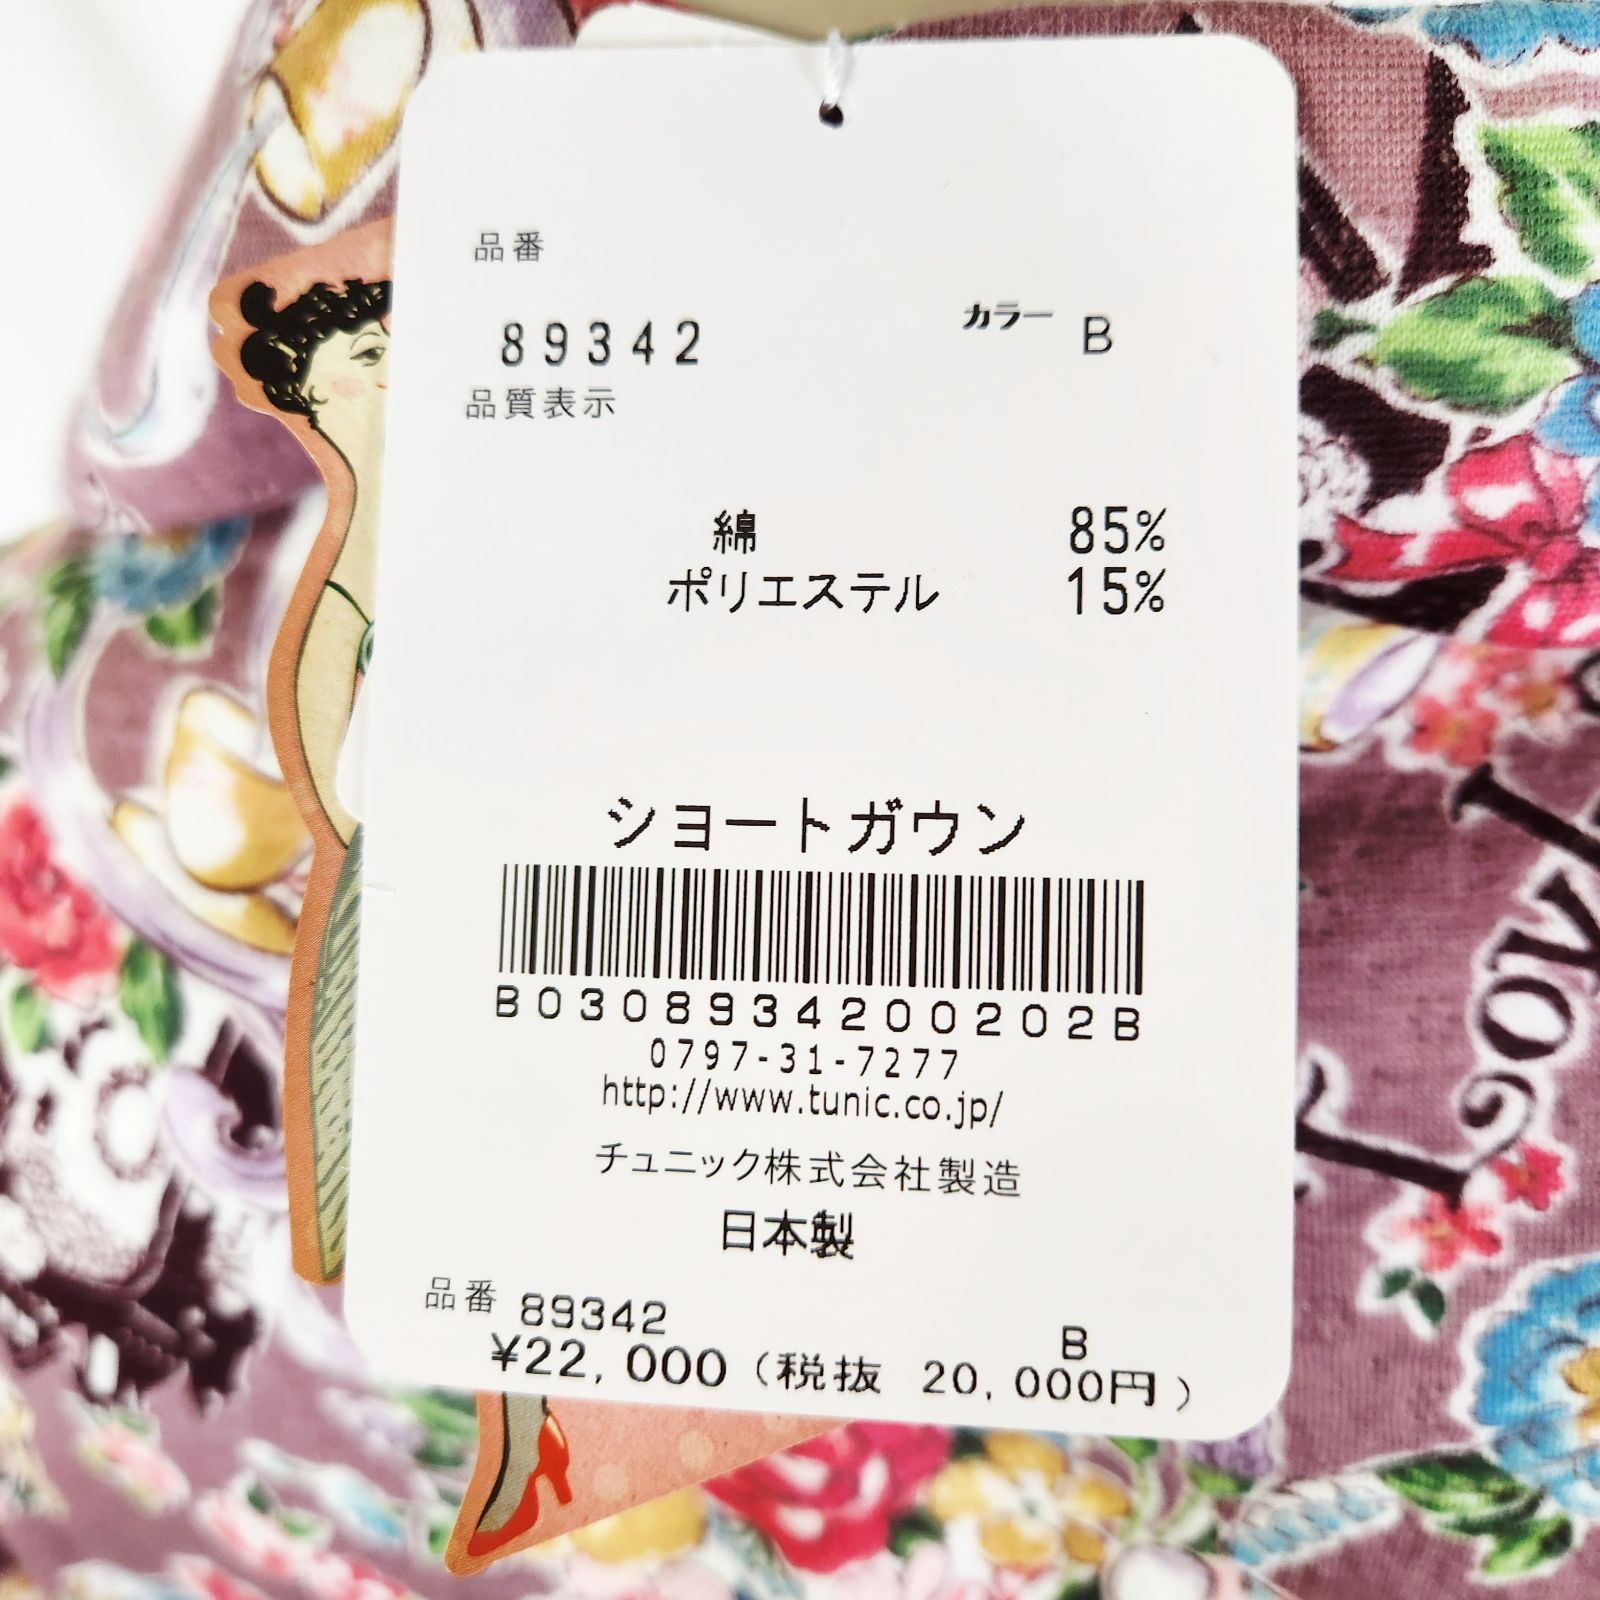 品番
89342
カラー B
品質表示
綿 85%
ポリエステル 15%
ショートガウン
B0308934200202B
0797-31-7277
http://www.tunic.co.jp/
チュニック株式会社製造
日本製
品番 89342 B
¥22,000(税抜 20,000円)